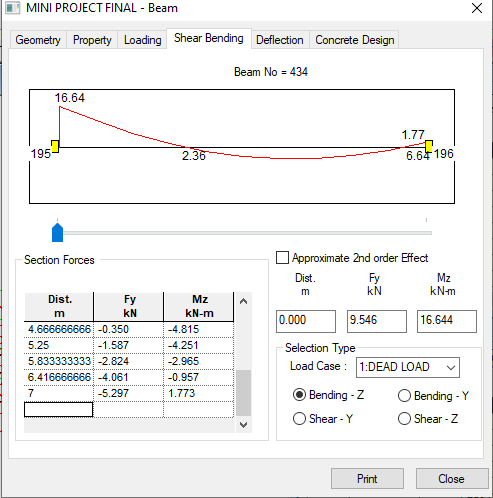 MINI PROJECT FINAL - Beam
Geometry Property Loading Shear Bending Deflection Concrete Design
Beam No = 434
16.64
1.77
195 2.36 6.64 196
Section Forces
Dist. Fy Mz
m kN kN-m
4.666666666 -0.350 -4.815
5.25 -1.587 -4.251
5.833333333 -2.824 -2.965
6.416666666 -4.061 -0.957
7 -5.297 1.773
Approximate 2nd order Effect
Dist. Fy Mz
m kN kN-m
0.000 9.546 16.644
Selection Type
Load Case : 1:DEAD LOAD
Bending - Z Bending - Y
Shear - Y Shear - Z
Print Close